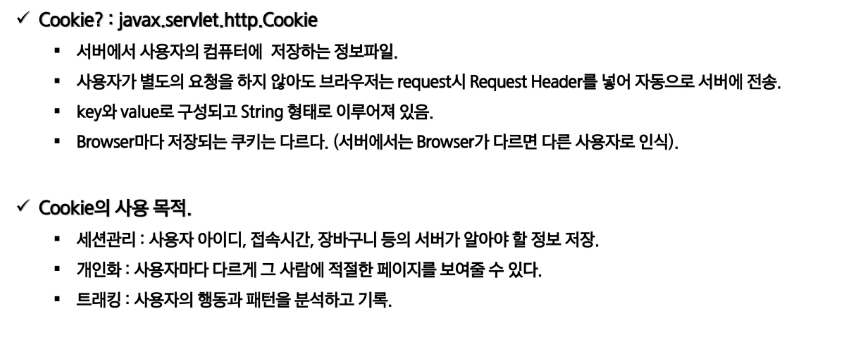 ✓ Cookie? : javax.servlet.http.Cookie
▪ 서버에서 사용자의 컴퓨터에 저장하는 정보파일.
▪ 사용자가 별도의 요청을 하지 않아도 브라우저는 request시 Request Header를 넣어 자동으로 서버에 전송.
▪ key와 value로 구성되고 String 형태로 이루어져 있음.
▪ Browser마다 저장되는 쿠키는 다르다. (서버에서는 Browser가 다르면 다른 사용자로 인식).
✓ Cookie의 사용 목적.
▪ 세션관리 : 사용자 아이디, 접속시간, 장바구니 등의 서버가 알아야 할 정보 저장.
▪ 개인화 : 사용자마다 다르게 그 사람에 적절한 페이지를 보여줄 수 있다.
▪ 트래킹 : 사용자의 행동과 패턴을 분석하고 기록.